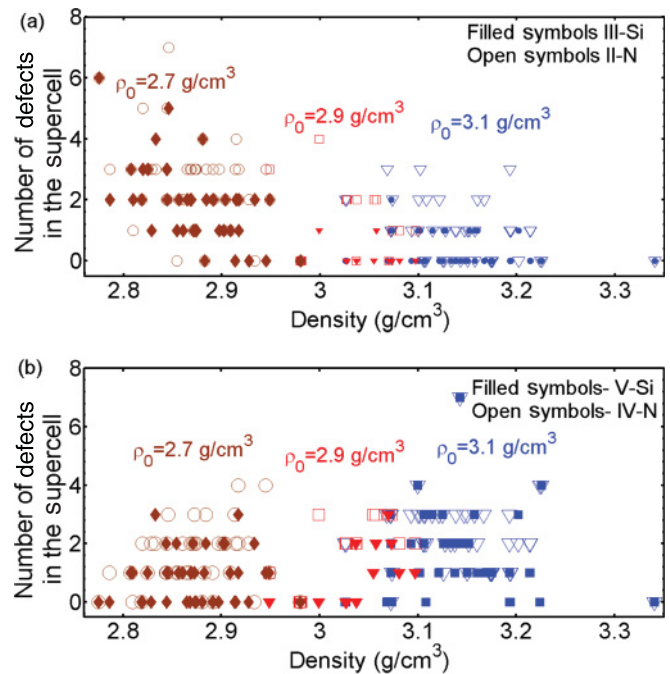 (a)
Filled symbols III-Si
Open symbols II-N
ρ₀=2.7 g/cm³
ρ₀=2.9 g/cm³
ρ₀=3.1 g/cm³
Number of defects
in the supercell
8
6
4
2
0
2.8 2.9 3 3.1 3.2 3.3
Density (g/cm³)
(b)
Filled symbols- V-Si
Open symbols- IV-N
ρ₀=2.7 g/cm³
ρ₀=2.9 g/cm³
ρ₀=3.1 g/cm³
Number of defects
in the supercell
8
6
4
2
0
2.8 2.9 3 3.1 3.2 3.3
Density (g/cm³)